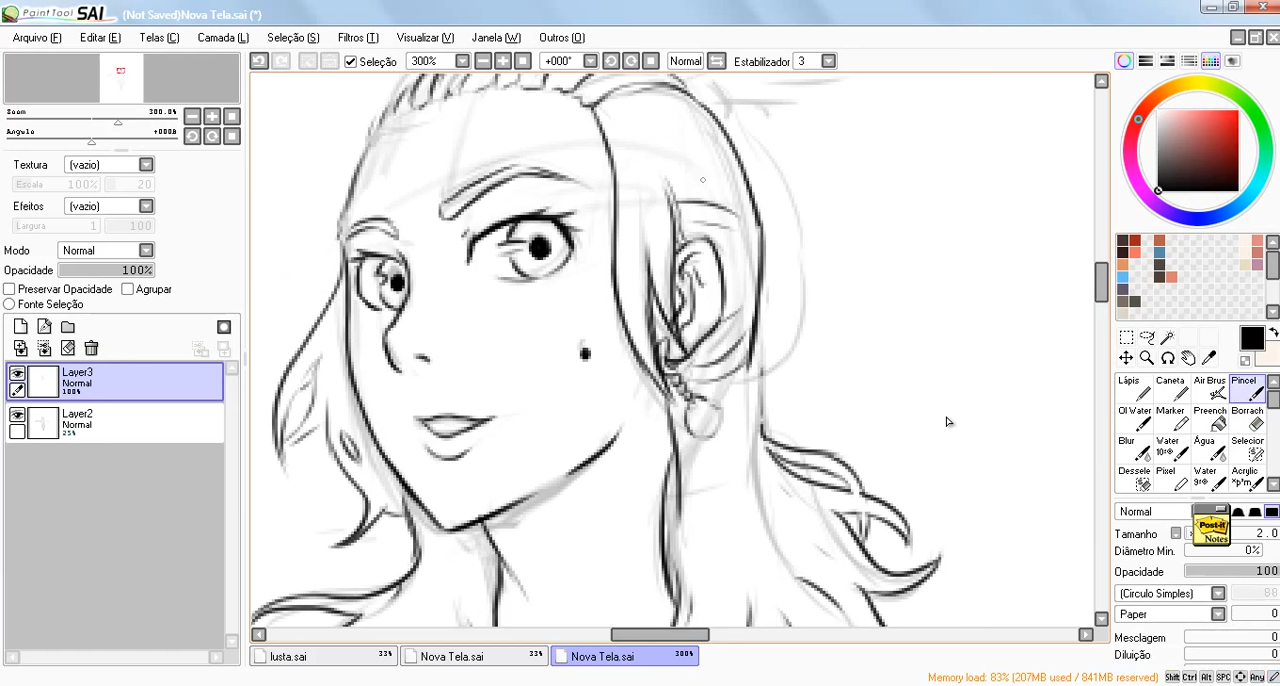 PaintTool SAI (Not Saved)Nova Tela.sai (*)
Arquivo (F) Editar (E) Telas (C) Camada (L) Seleção (S) Filtros (T) Visualizar (V) Janela (W) Outros (O)
Seleção 300% +000° Normal Estabilizador 3
Zoom 300.0%
Angulo +000Я
Textura (vazio)
Escala 100% 20
Efeitos (vazio)
Largura 1 100
Modo Normal
Opacidade 100%
Preservar Opacidade Agrupar
Fonte Seleção
Layer3
Normal
100%
Layer2
Normal
25%
Lápis Caneta Air Brus Pincel
Ol Water Marker Preench Borrach
Blur Water Água Selecior
Dessele Pixel Water Acrylic
Normal
Post-it
Notes
Tamanho 2.0
Diâmetro Min. 0%
Opacidade 100
(Circulo Simples) 88
Paper 0
Mesclagem 0
Diluição 0
lusta.sai 33% Nova Tela.sai 33% Nova Tela.sai 300%
Memory load: 83% (207MB used / 841MB reserved) Shift Ctrl Alt SPC Any